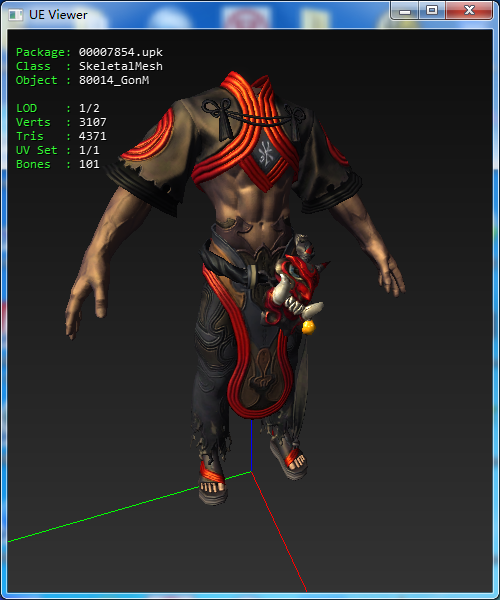 UE Viewer
Package: 00007854.upk
Class : SkeletalMesh
Object : 80014_GonM
LOD : 1/2
Verts : 3107
Tris : 4371
UV Set : 1/1
Bones : 101